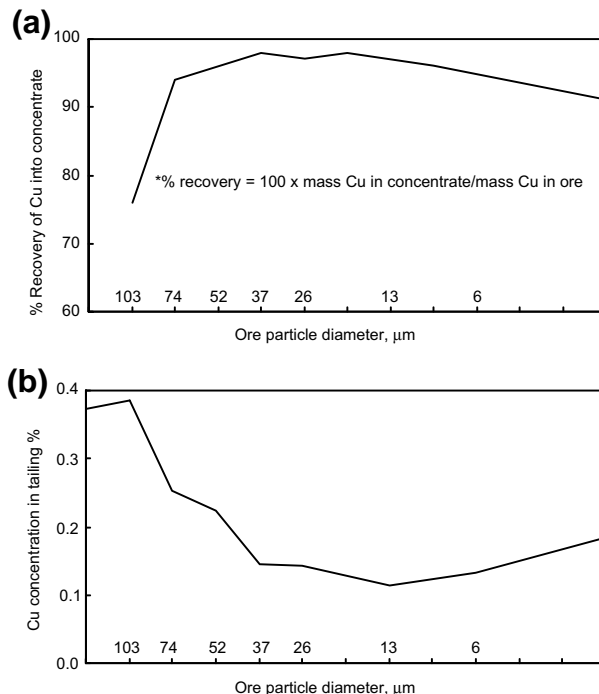 (a)
100
90
80
70
60
% Recovery of Cu into concentrate
*% recovery = 100 x mass Cu in concentrate/mass Cu in ore
103 74 52 37 26 13 6
Ore particle diameter, μm
(b)
0.4
0.3
0.2
0.1
0.0
Cu concentration in tailing %
103 74 52 37 26 13 6
Ore particle diameter, μm